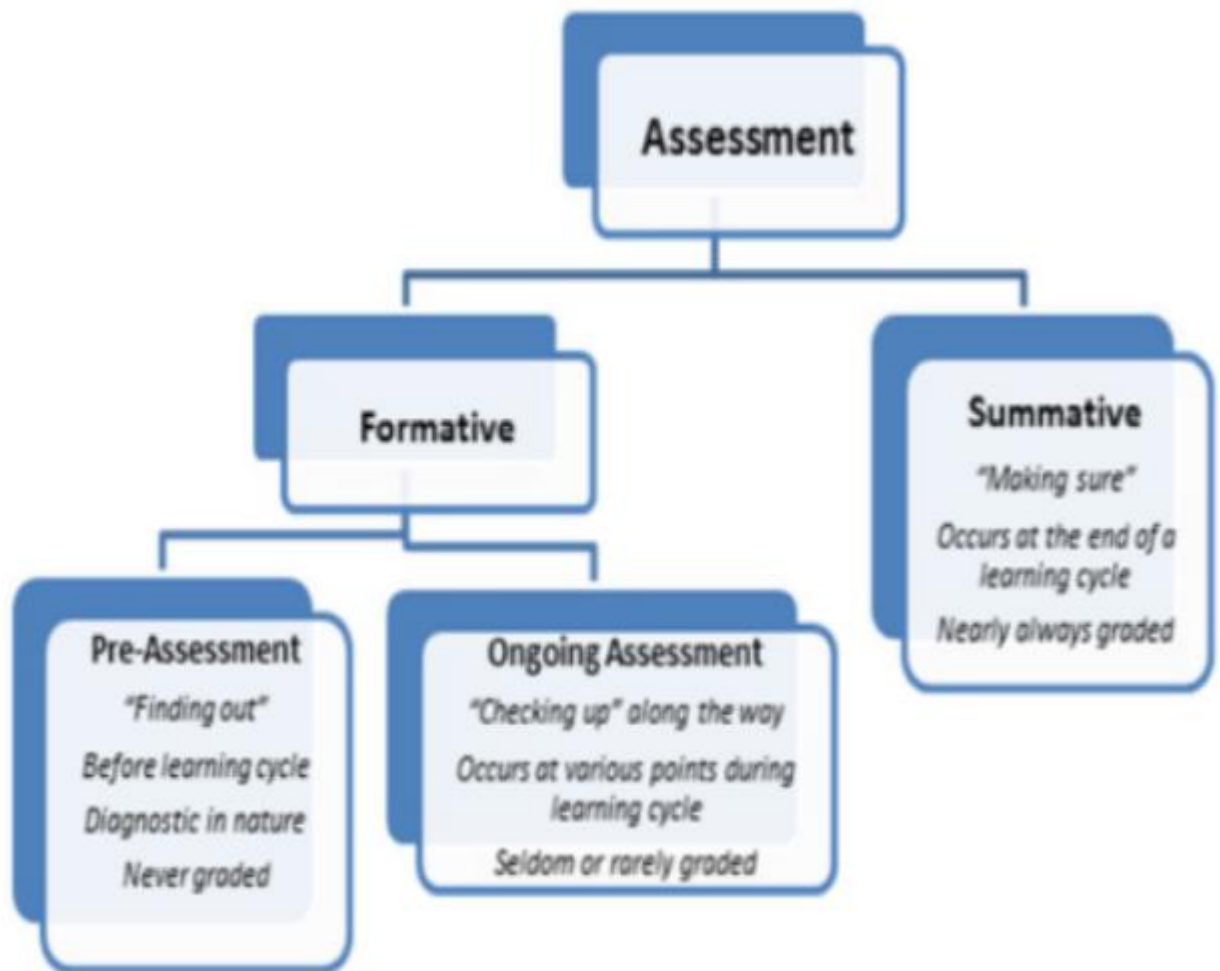 Assessment
Formative
Summative
“Making sure”
Occurs at the end of a
learning cycle
Nearly always graded
Pre-Assessment
“Finding out”
Before learning cycle
Diagnostic in nature
Never graded
Ongoing Assessment
“Checking up” along the way
Occurs at various points during
learning cycle
Seldom or rarely graded